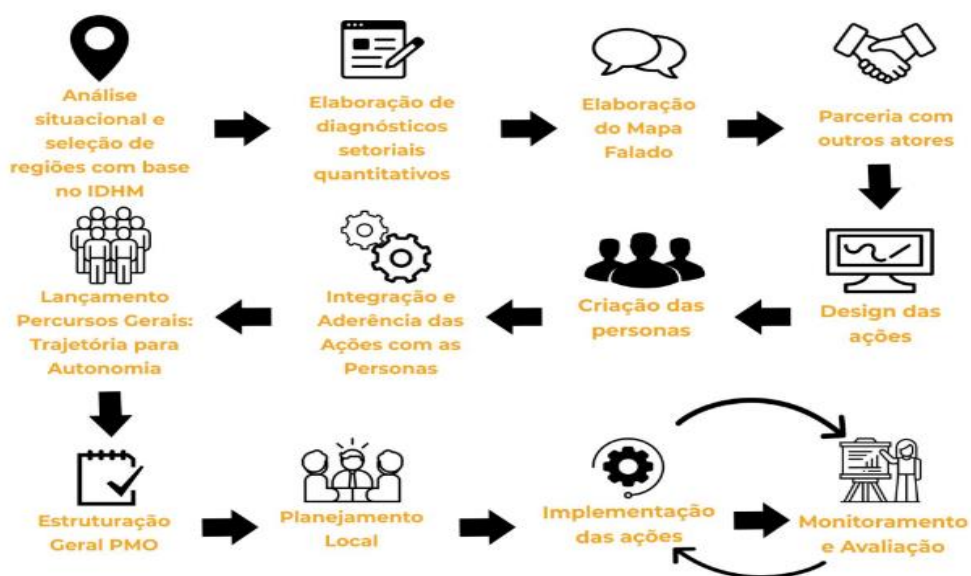 Análise
situacional e
seleção de
regiões com base
no IDHM
Elaboração de
diagnósticos
setoriais
quantitativos
Elaboração
do Mapa
Falado
Parceria com
outros atores
Design das
ações
Criação das
personas
Integração e
Aderência das
Ações com as
Personas
Lançamento
Percursos Gerais:
Trajetória para
Autonomia
Estruturação
Geral PMO
Planejamento
Local
Implementação
das ações
Monitoramento
e Avaliação